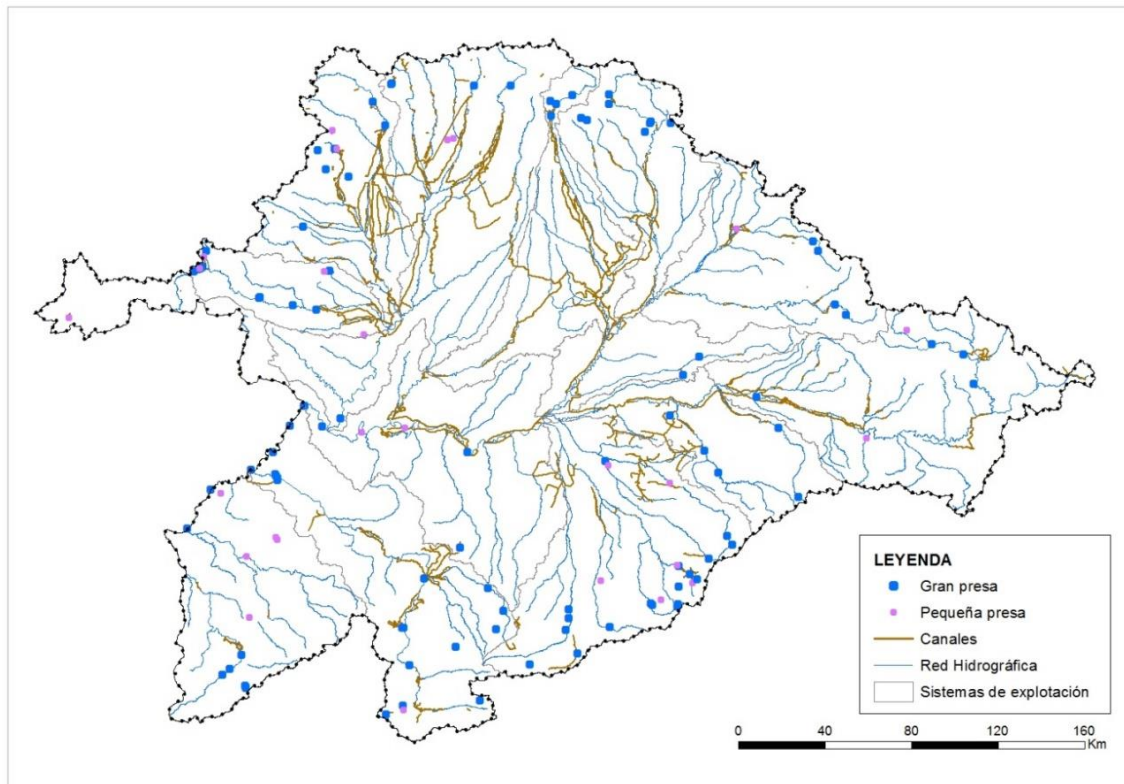 LEYENDA
Gran presa
Pequeña presa
Canales
Red Hidrográfica
Sistemas de explotación
0 40 80 120 160
Km